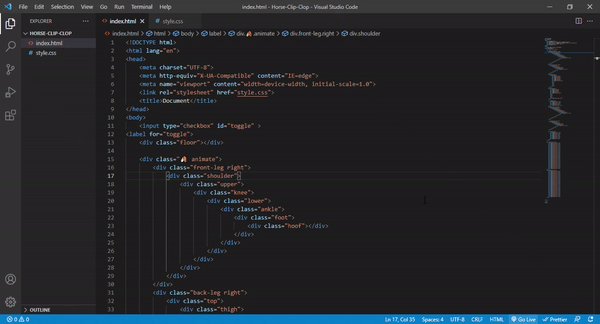 File Edit Selection View Go Run Terminal Help
index.html - Horse-Clip-Clop - Visual Studio Code
EXPLORER
HORSE-CLIP-CLOP
index.html
style.css
OUTLINE
index.html style.css
index.html > html > body > label > div.🐴.animate > div.front-leg.right > div.shoulder
1 <!DOCTYPE html>
2 <html lang="en">
3 <head>
4 <meta charset="UTF-8">
5 <meta http-equiv="X-UA-Compatible" content="IE=edge">
6 <meta name="viewport" content="width=device-width, initial-scale=1.0">
7 <link rel="stylesheet" href="style.css">
8 <title>Document</title>
9 </head>
10 <body>
11 <input type="checkbox" id="toggle" >
12 <label for="toggle">
13 <div class="floor"></div>
14
15 <div class="🐴 animate">
16 <div class="front-leg right">
17 <div class="shoulder">
18 <div class="upper">
19 <div class="knee">
20 <div class="lower">
21 <div class="ankle">
22 <div class="foot">
23 <div class="hoof"></div>
24 </div>
25 </div>
26 </div>
27 </div>
28 </div>
29 </div>
30 </div>
31 <div class="back-leg right">
32 <div class="top">
33 <div class="thigh">
Ln 17, Col 35 Spaces: 4 UTF-8 CRLF HTML Go Live Prettier